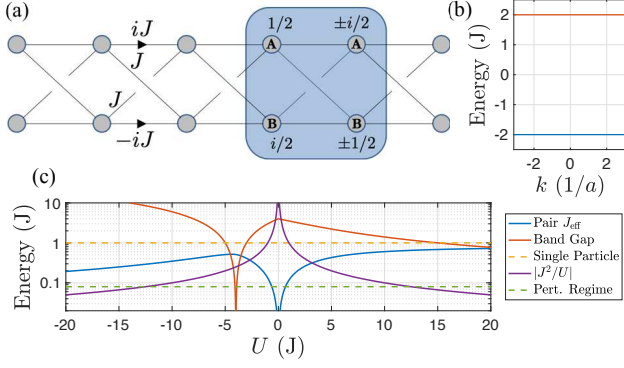 (a)
iJ
J
J
-iJ
1/2
±i/2
A
A
B
B
i/2
±1/2
(b)
Energy (J)
2
1
0
-1
-2
-2
0
2
k (1/a)
(c)
Energy (J)
10
1
0.1
-20
-15
-10
-5
0
5
10
15
20
U (J)
Pair J_eff
Band Gap
Single Particle
|J²/U|
Pert. Regime